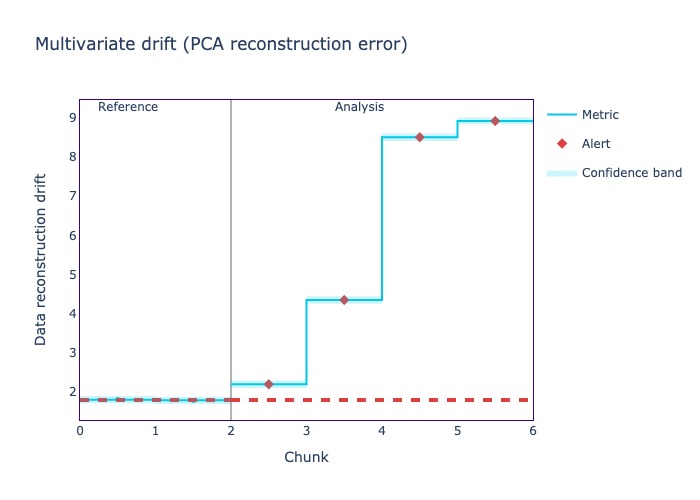 Multivariate drift (PCA reconstruction error)
Reference
Analysis
Metric
Alert
Confidence band
9
8
7
6
5
4
3
2
Data reconstruction drift
0 1 2 3 4 5 6
Chunk